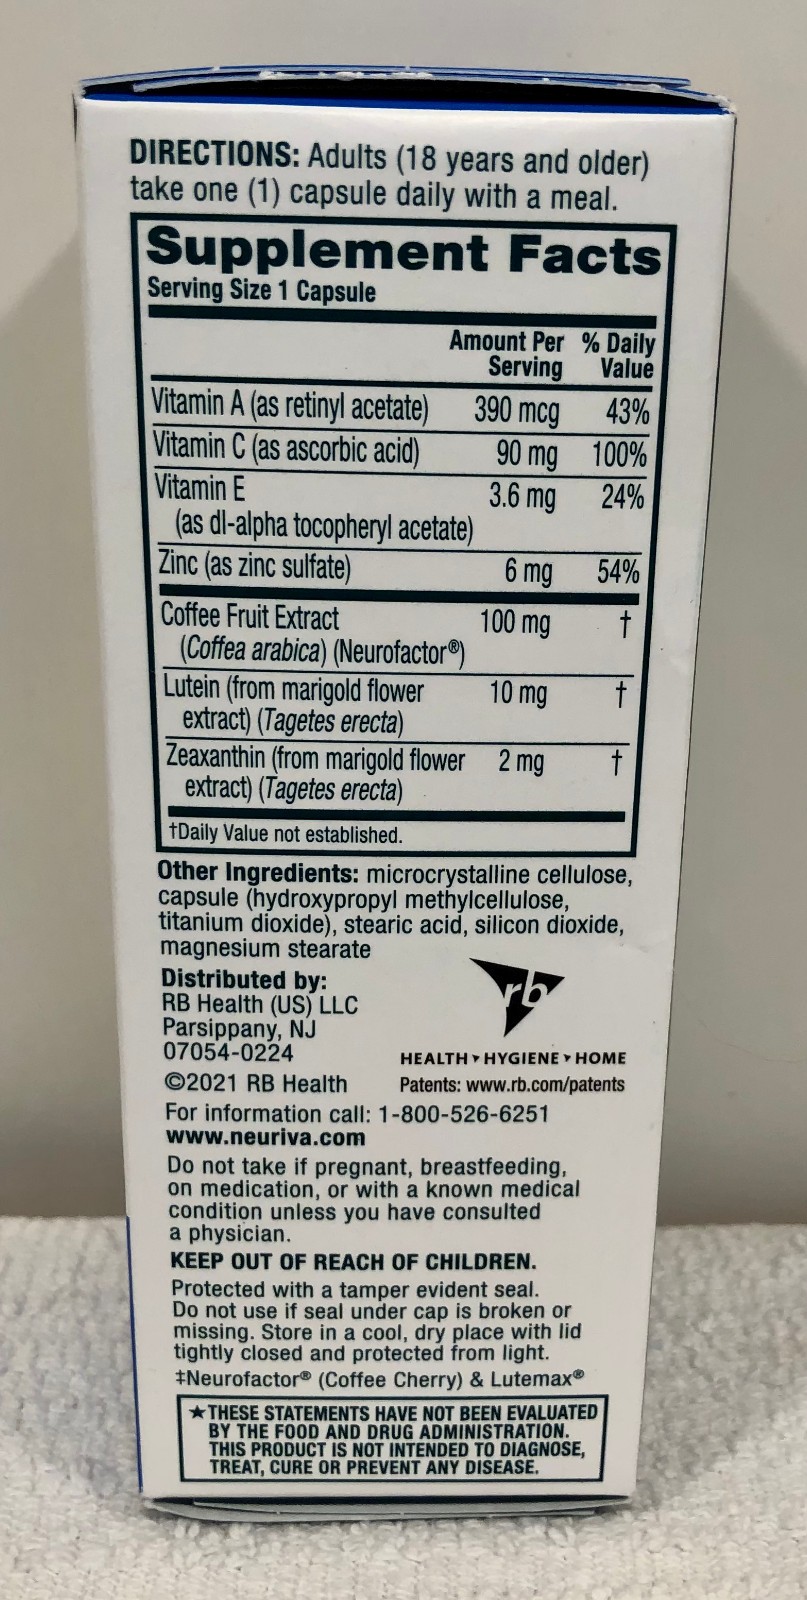 DIRECTIONS: Adults (18 years and older)
take one (1) capsule daily with a meal.
Supplement Facts
Serving Size 1 Capsule
Amount Per % Daily
Serving Value
Vitamin A (as retinyl acetate) 390 mcg 43%
Vitamin C (as ascorbic acid) 90 mg 100%
Vitamin E 3.6 mg 24%
(as dl-alpha tocopheryl acetate)
Zinc (as zinc sulfate) 6 mg 54%
Coffee Fruit Extract 100 mg †
(Coffea arabica) (Neurofactor®)
Lutein (from marigold flower 10 mg †
extract) (Tagetes erecta)
Zeaxanthin (from marigold flower 2 mg †
extract) (Tagetes erecta)
†Daily Value not established.
Other Ingredients: microcrystalline cellulose,
capsule (hydroxypropyl methylcellulose,
titanium dioxide), stearic acid, silicon dioxide,
magnesium stearate
Distributed by:
RB Health (US) LLC
Parsippany, NJ
07054-0224
©2021 RB Health
rb
HEALTH HYGIENE HOME
Patents: www.rb.com/patents
For information call: 1-800-526-6251
www.neuriva.com
Do not take if pregnant, breastfeeding,
on medication, or with a known medical
condition unless you have consulted
a physician.
KEEP OUT OF REACH OF CHILDREN.
Protected with a tamper evident seal.
Do not use if seal under cap is broken or
missing. Store in a cool, dry place with lid
tightly closed and protected from light.
‡Neurofactor® (Coffee Cherry) & Lutemax®
★THESE STATEMENTS HAVE NOT BEEN EVALUATED
BY THE FOOD AND DRUG ADMINISTRATION.
THIS PRODUCT IS NOT INTENDED TO DIAGNOSE,
TREAT, CURE OR PREVENT ANY DISEASE.